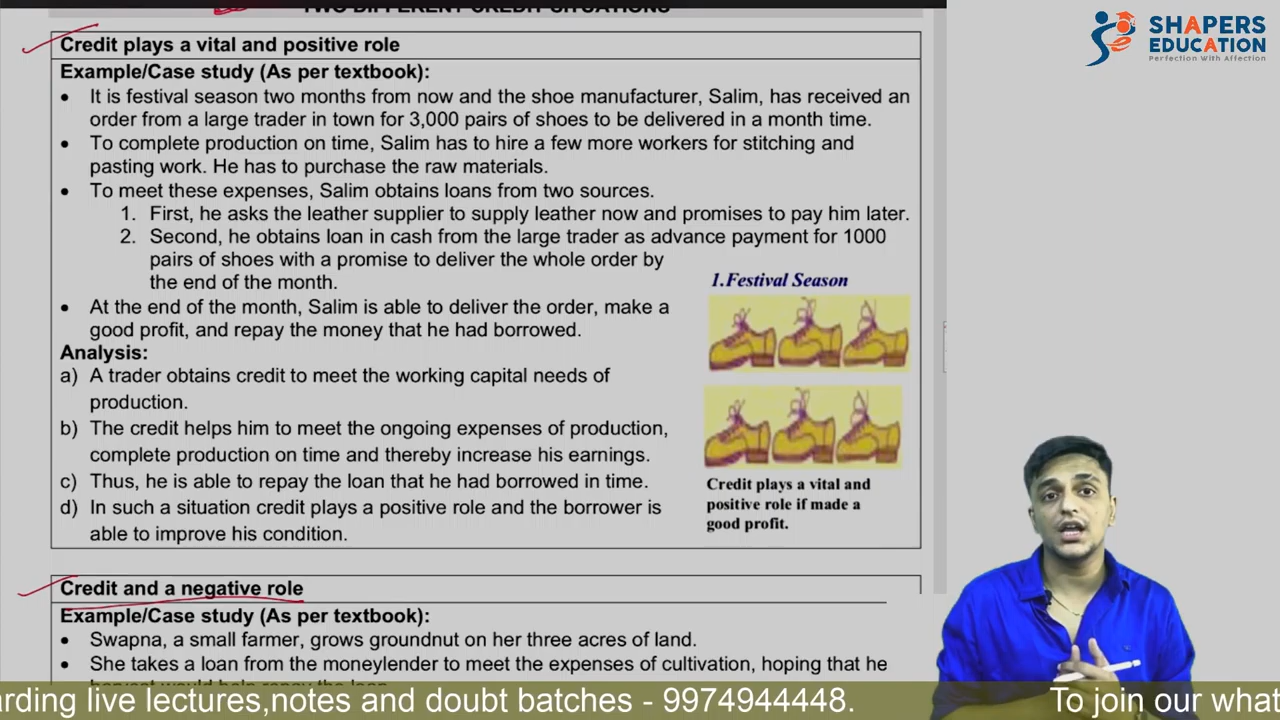 TWO DIFFERENT CREDIT SITUATIONS
SHAPERS
EDUCATION
Perfection With Affection
Credit plays a vital and positive role
Example/Case study (As per textbook):
• It is festival season two months from now and the shoe manufacturer, Salim, has received an
order from a large trader in town for 3,000 pairs of shoes to be delivered in a month time.
• To complete production on time, Salim has to hire a few more workers for stitching and
pasting work. He has to purchase the raw materials.
• To meet these expenses, Salim obtains loans from two sources.
1. First, he asks the leather supplier to supply leather now and promises to pay him later.
2. Second, he obtains loan in cash from the large trader as advance payment for 1000
pairs of shoes with a promise to deliver the whole order by
the end of the month.
• At the end of the month, Salim is able to deliver the order, make a
good profit, and repay the money that he had borrowed.
Analysis:
a) A trader obtains credit to meet the working capital needs of
production.
b) The credit helps him to meet the ongoing expenses of production,
complete production on time and thereby increase his earnings.
c) Thus, he is able to repay the loan that he had borrowed in time.
d) In such a situation credit plays a positive role and the borrower is
able to improve his condition.
1.Festival Season
Credit plays a vital and
positive role if made a
good profit.
Credit and a negative role
Example/Case study (As per textbook):
• Swapna, a small farmer, grows groundnut on her three acres of land.
• She takes a loan from the moneylender to meet the expenses of cultivation, hoping that he
arding live lectures,notes and doubt batches - 9974944448.
To join our what